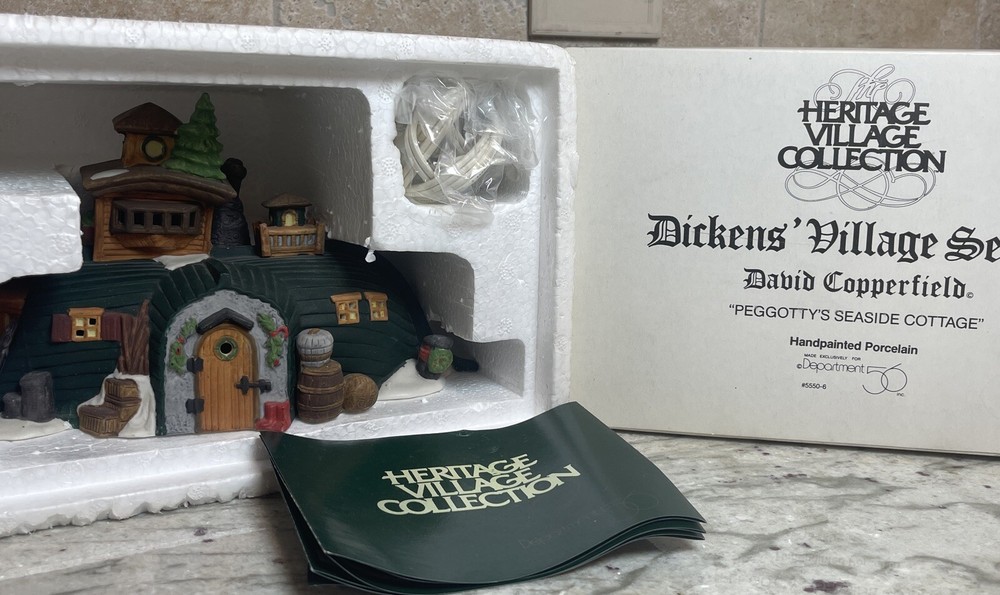 The
HERITAGE
VILLAGE
COLLECTION
Dickens' Village Se
David Copperfield©
"PEGGOTTY'S SEASIDE COTTAGE"
Handpainted Porcelain
MADE EXCLUSIVELY FOR
©Department 56 inc.
#5550-6
HERITAGE
VILLAGE
COLLECTION